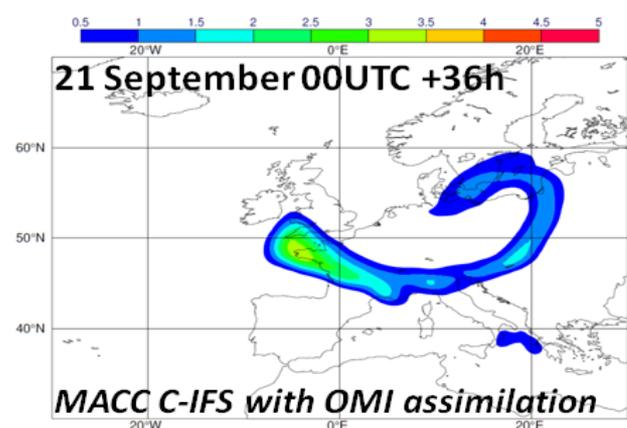 0.5 1 1.5 2 2.5 3 3.5 4 4.5 5
20°W 0°E 20°E
21 September 00UTC +36h
60°N
50°N
40°N
MACC C-IFS with OMI assimilation
20°W 0°E 20°E